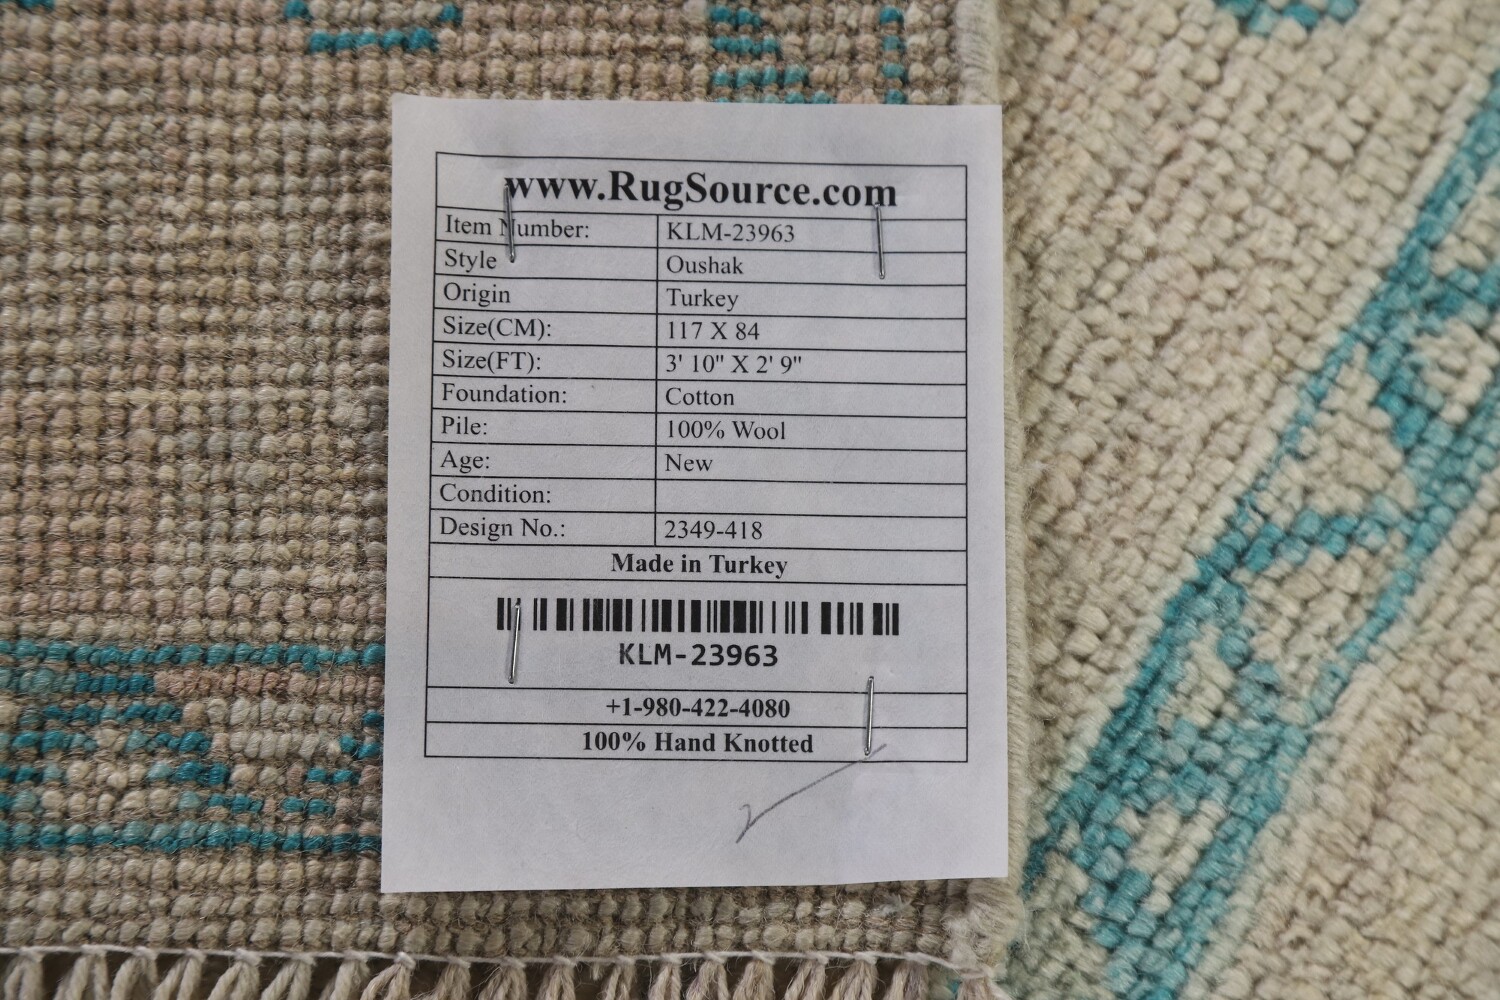 www.RugSource.com
Item Number: KLM-23963
Style Oushak
Origin Turkey
Size(CM): 117 X 84
Size(FT): 3' 10" X 2' 9"
Foundation: Cotton
Pile: 100% Wool
Age: New
Condition:
Design No.: 2349-418
Made in Turkey
KLM-23963
+1-980-422-4080
100% Hand Knotted